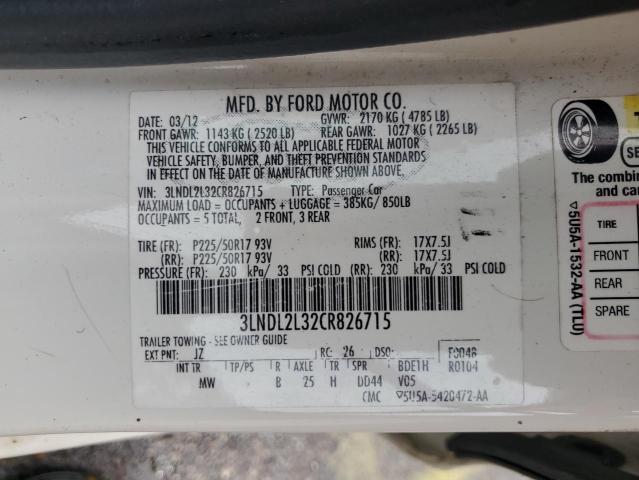 MFD. BY FORD MOTOR CO.
DATE: 03/12 GVWR: 2170 KG ( 4785 LB)
FRONT GAWR: 1143 KG ( 2520 LB) REAR GAWR: 1027 KG ( 2265 LB)
THIS VEHICLE CONFORMS TO ALL APPLICABLE FEDERAL MOTOR
VEHICLE SAFETY, BUMPER, AND THEFT PREVENTION STANDARDS
IN EFFECT ON THE DATE OF MANUFACTURE SHOWN ABOVE.
VIN: 3LNDL2L32CR826715 TYPE: Passenger Car
MAXIMUM LOAD = OCCUPANTS + LUGGAGE = 385KG/ 850LB
OCCUPANTS = 5 TOTAL, 2 FRONT, 3 REAR
TIRE (FR): P225/50R17 93V RIMS (FR): 17X7.5J
(RR): P225/50R17 93V (RR): 17X7.5J
PRESSURE (FR): 230 kPa/ 33 PSI COLD (RR): 230 kPa/ 33 PSI COLD
3LNDL2L32CR826715
TRAILER TOWING - SEE OWNER GUIDE
EXT PNT: JZ RC: 26 DSO: F0048
INT TR TP/PS R AXLE TR SPR BDE1H R0104
MW B 25 H DD44 V05
CMC ▽5U5A-5420472-AA
SE
The combin
and car
▽5U5A-1532-AA (TL0)
TIRE
FRONT
REAR
SPARE